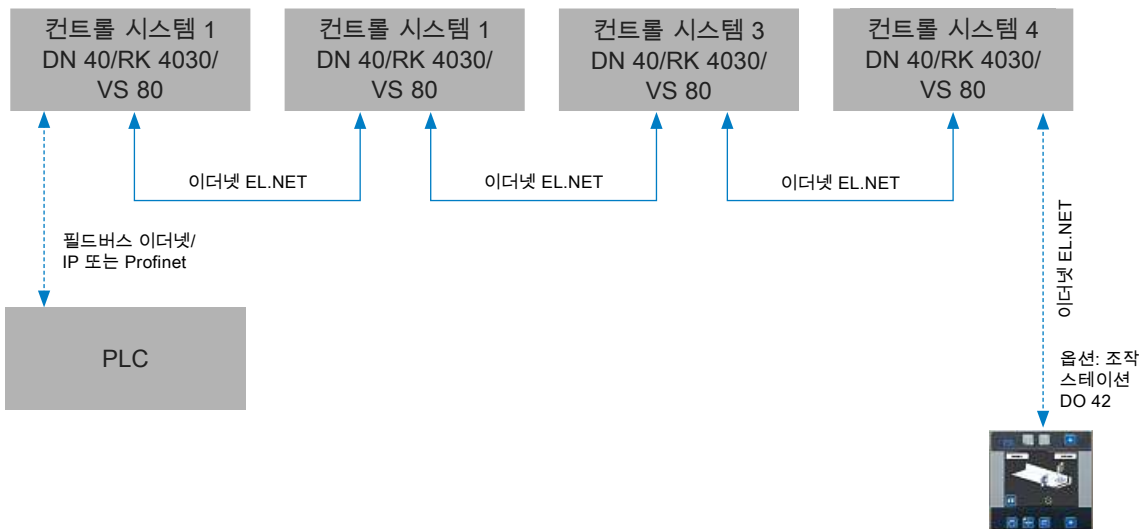 컨트롤 시스템 1
DN 40/RK 4030/
VS 80
컨트롤 시스템 1
DN 40/RK 4030/
VS 80
컨트롤 시스템 3
DN 40/RK 4030/
VS 80
컨트롤 시스템 4
DN 40/RK 4030/
VS 80
이더넷 EL.NET
이더넷 EL.NET
이더넷 EL.NET
필드버스 이더넷/
IP 또는 Profinet
이더넷 EL.NET
PLC
옵션: 조작
스테이션
DO 42